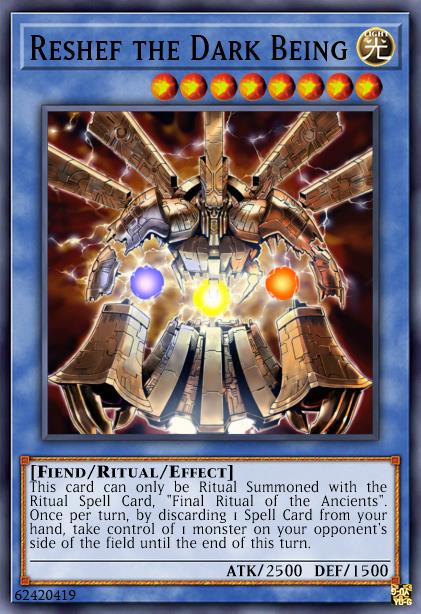 RESHEF THE DARK BEING
LIGHT
光
[FIEND/RITUAL/EFFECT]
This card can only be Ritual Summoned with the
Ritual Spell Card, "Final Ritual of the Ancients".
Once per turn, by discarding 1 Spell Card from your
hand, take control of 1 monster on your opponent's
side of the field until the end of this turn.
ATK/2500 DEF/1500
62420419